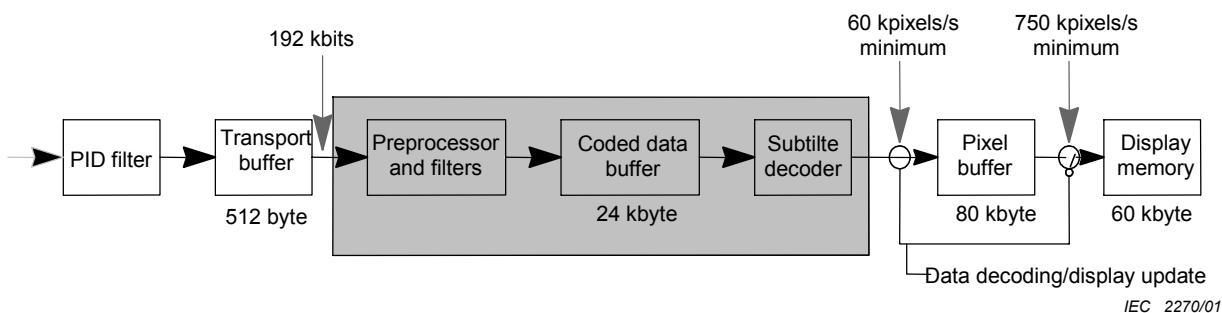 192 kbits
60 kpixels/s
minimum
750 kpixels/s
minimum
PID filter
Transport
buffer
512 byte
Preprocessor
and filters
Coded data
buffer
24 kbyte
Subtilte
decoder
Pixel
buffer
80 kbyte
Display
memory
60 kbyte
Data decoding/display update
IEC 2270/01